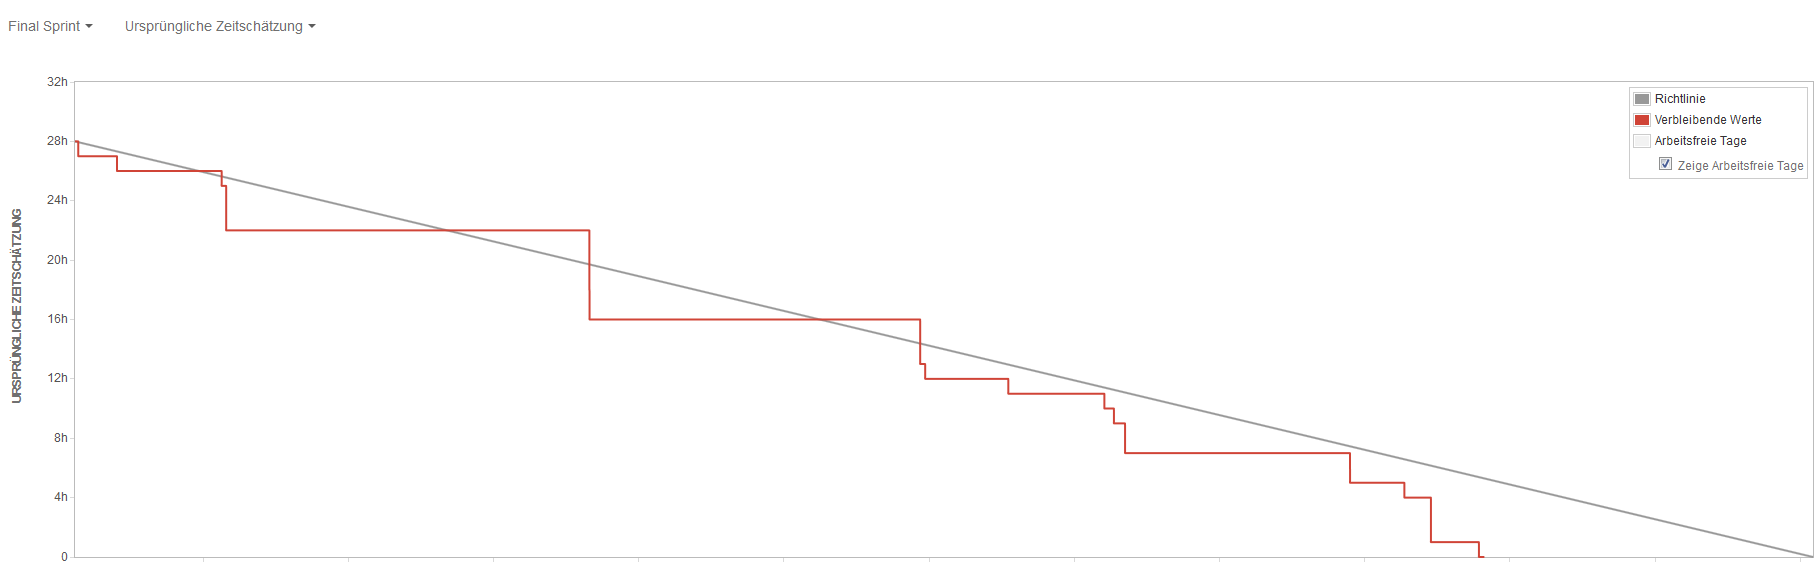 Final Sprint
Ursprüngliche Zeitschätzung
32h
28h
24h
20h
16h
12h
8h
4h
0
URSPRÜNGLICHE ZEITSCHÄTZUNG
Richtlinie
Verbleibende Werte
Arbeitsfreie Tage
Zeige Arbeitsfreie Tage